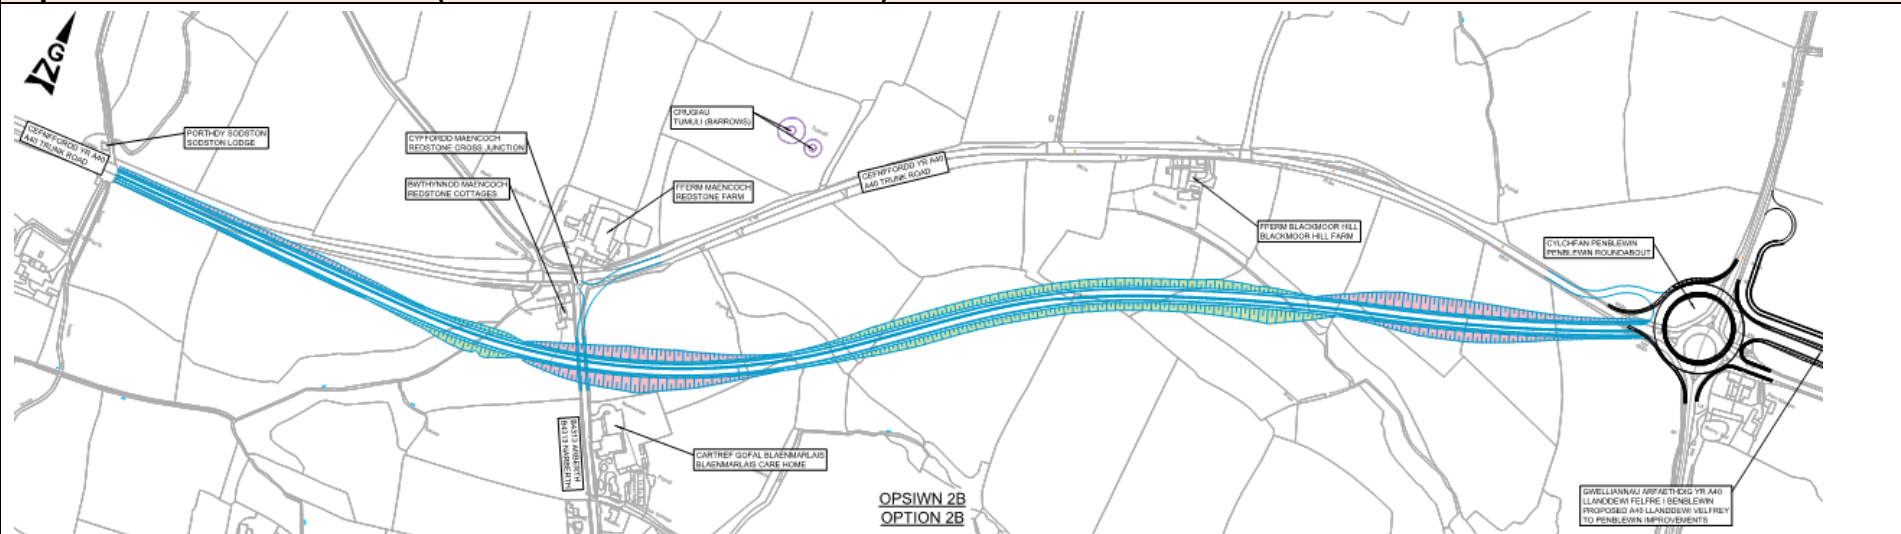 CEFNFFORDD YR A40
A40 TRUNK ROAD
PORTHDY SODSTON
SODSTON LODGE
CYFFORDD MAENCOCH
REDSTONE CROSS JUNCTION
BWTHYNNOD MAENCOCH
REDSTONE COTTAGES
CRUGIAU
TUMULI (BARROWS)
Tumuli
FFERM MAENCOCH
REDSTONE FARM
CEFNFFORDD YR A40
A40 TRUNK ROAD
FFERM BLACKMOOR HILL
BLACKMOOR HILL FARM
CYLCHFAN PENBLEWIN
PENBLEWIN ROUNDABOUT
B4313 ARBERTH
B4313 NARBERTH
CARTREF GOFAL BLAENMARLAIS
BLAENMARLAIS CARE HOME
OPSIWN 2B
OPTION 2B
GWELLIANNAU ARFAETHDIG YR A40
LLANDDEWI FELFRE I BENBLEWIN
PROPOSED A40 LLANDDEWI VELFREY
TO PENBLEWIN IMPROVEMENTS